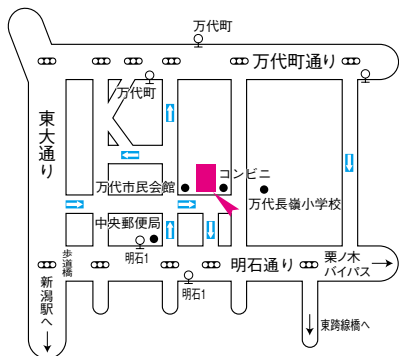 万代町
万代町通り
万代町
東大通り
コンビニ
万代市民会館
万代長嶺小学校
中央郵便局
歩道橋
明石1
明石通り
栗ノ木
バイパス
新潟駅へ
明石1
東跨線橋へ